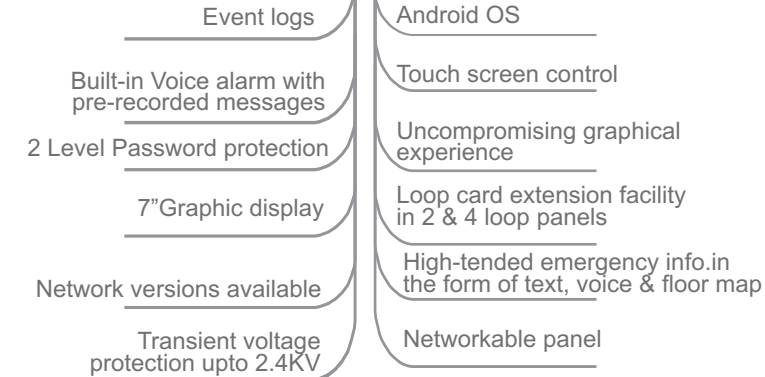 Event logs
Built-in Voice alarm with
pre-recorded messages
2 Level Password protection
7”Graphic display
Network versions available
Transient voltage
protection upto 2.4KV
Android OS
Touch screen control
Uncompromising graphical
experience
Loop card extension facility
in 2 & 4 loop panels
High-tended emergency info.in
the form of text, voice & floor map
Networkable panel